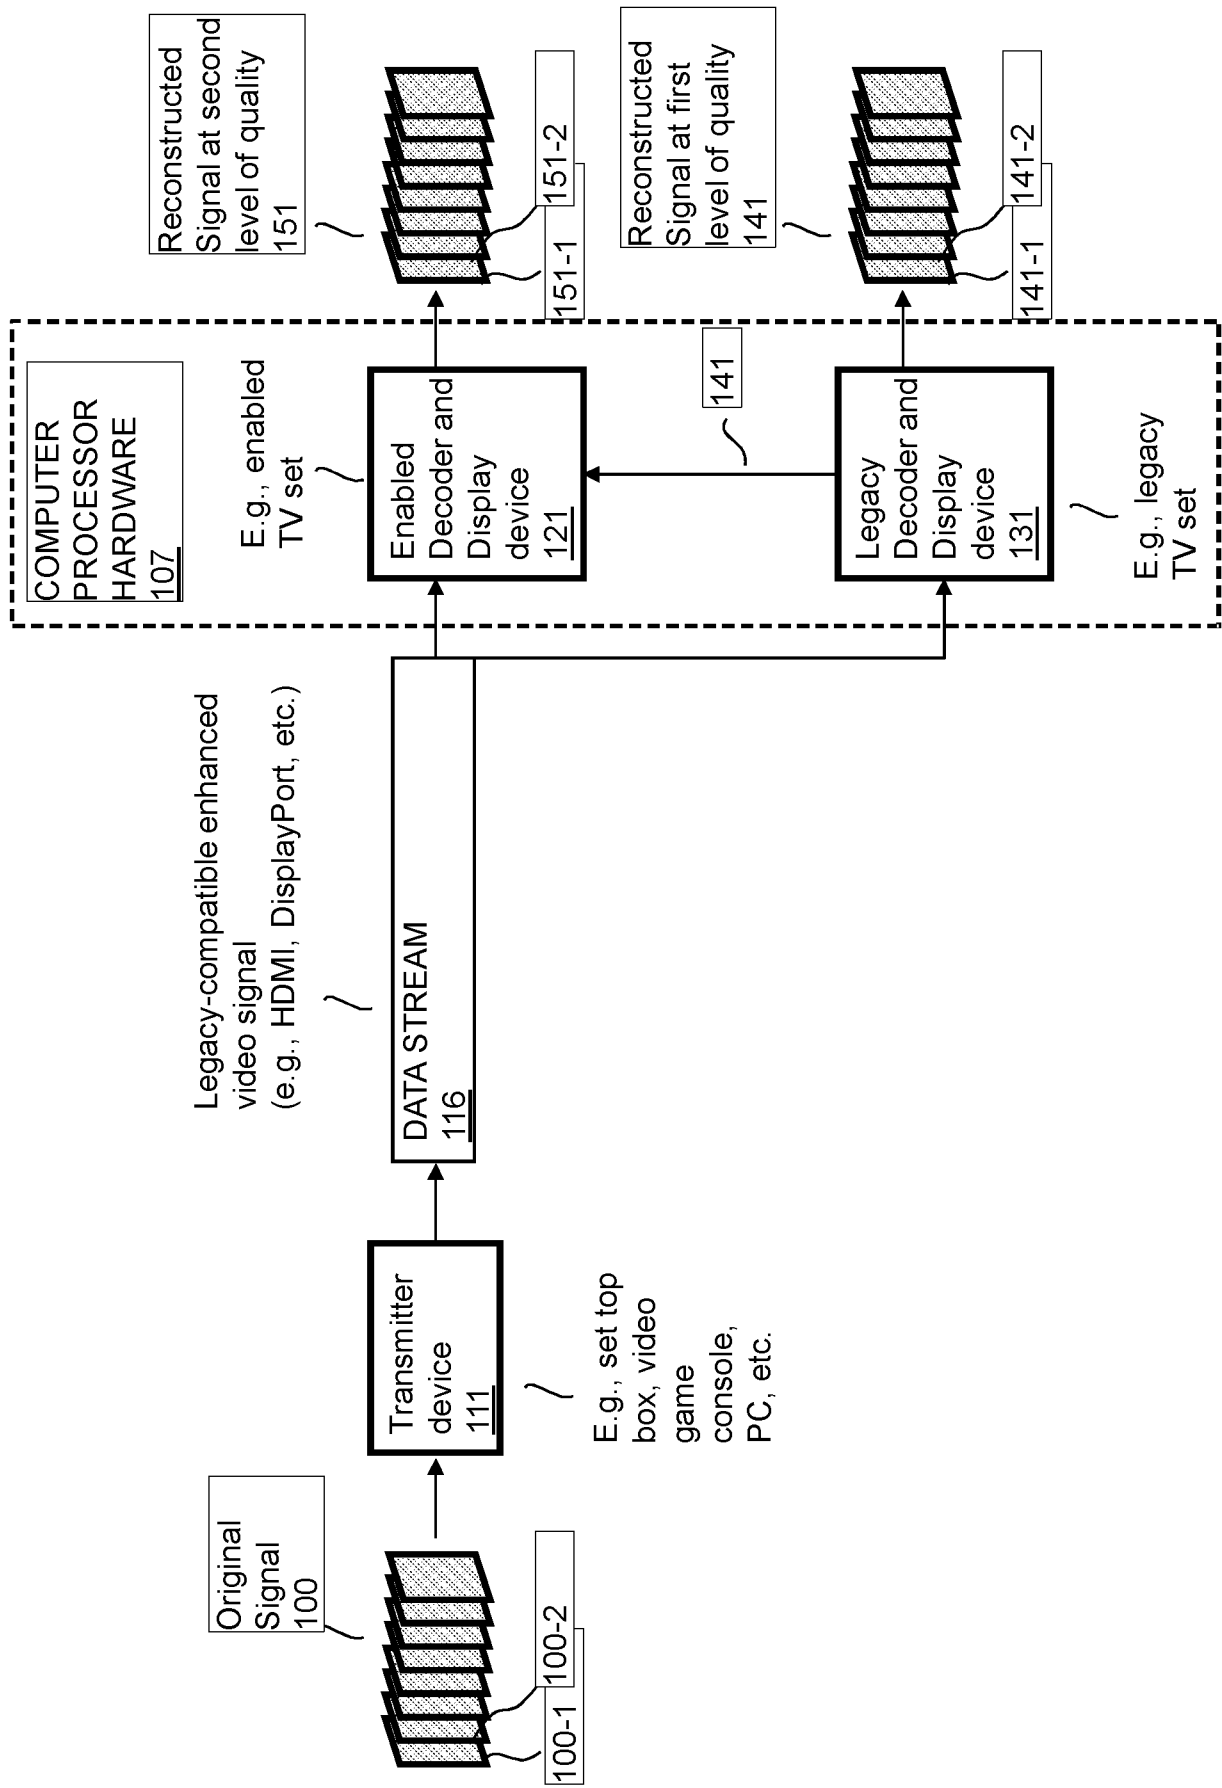 Original
Signal
100
100-1
100-2
Transmitter
device
111
E.g., set top
box, video
game
console,
PC, etc.
Legacy-compatible enhanced
video signal
(e.g., HDMI, DisplayPort, etc.)
DATA STREAM
116
COMPUTER
PROCESSOR
HARDWARE
107
E.g., enabled
TV set
Enabled
Decoder and
Display
device
121
141
Legacy
Decoder and
Display
device
131
E.g., legacy
TV set
Reconstructed
Signal at second
level of quality
151
151-1
151-2
Reconstructed
Signal at first
level of quality
141
141-1
141-2